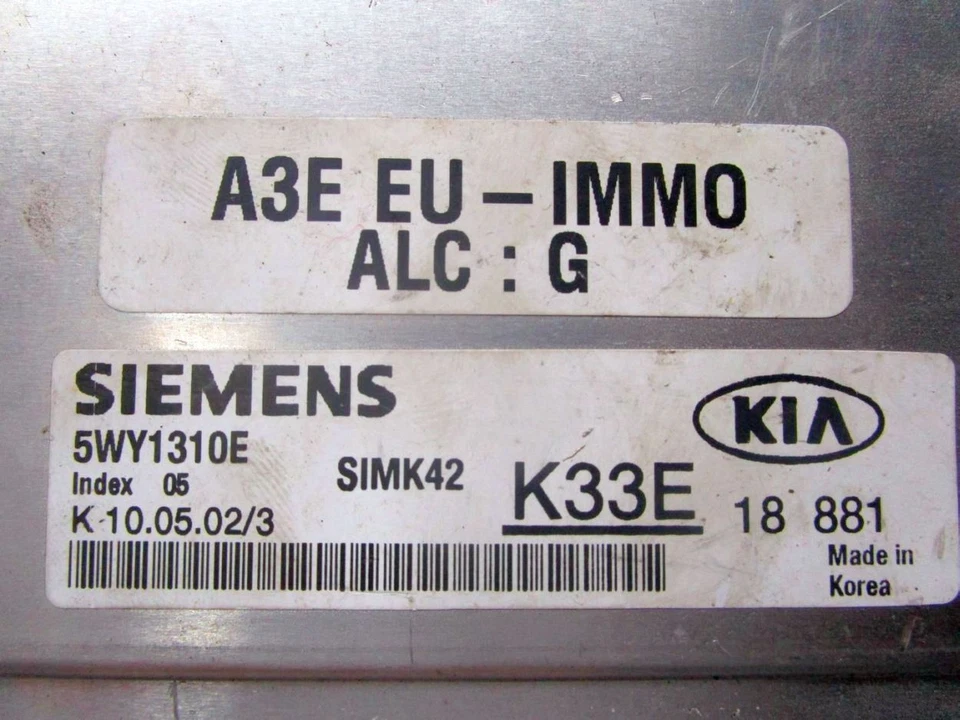 A3E EU – IMMO
ALC : G
SIEMENS
KIA
5WY1310E
Index 05
SIMK42
K33E
18 881
K 10.05.02/3
Made in
Korea